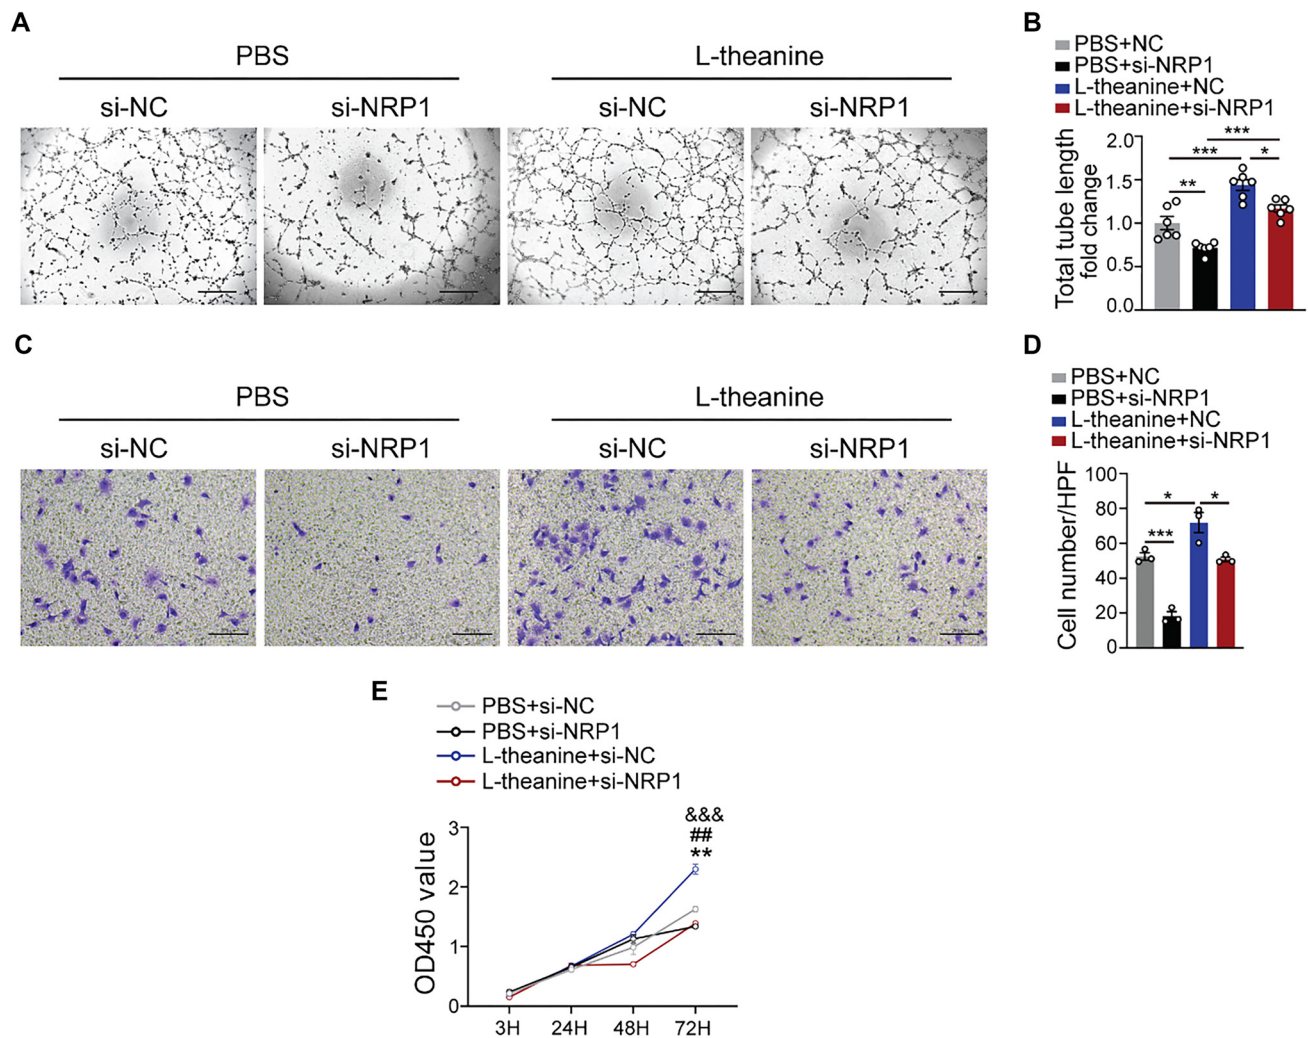 A
PBS
L-theanine
si-NC
si-NRP1
si-NC
si-NRP1
B
PBS+NC
PBS+si-NRP1
L-theanine+NC
L-theanine+si-NRP1
Total tube length
fold change
2.0
1.5
1.0
0.5
0.0
***
***
*
**
C
PBS
L-theanine
si-NC
si-NRP1
si-NC
si-NRP1
D
PBS+NC
PBS+si-NRP1
L-theanine+NC
L-theanine+si-NRP1
Cell number/HPF
100
80
60
40
20
0
*
*
***
E
PBS+si-NC
PBS+si-NRP1
L-theanine+si-NC
L-theanine+si-NRP1
OD450 value
3
2
1
0
&&&
##
**
3H
24H
48H
72H